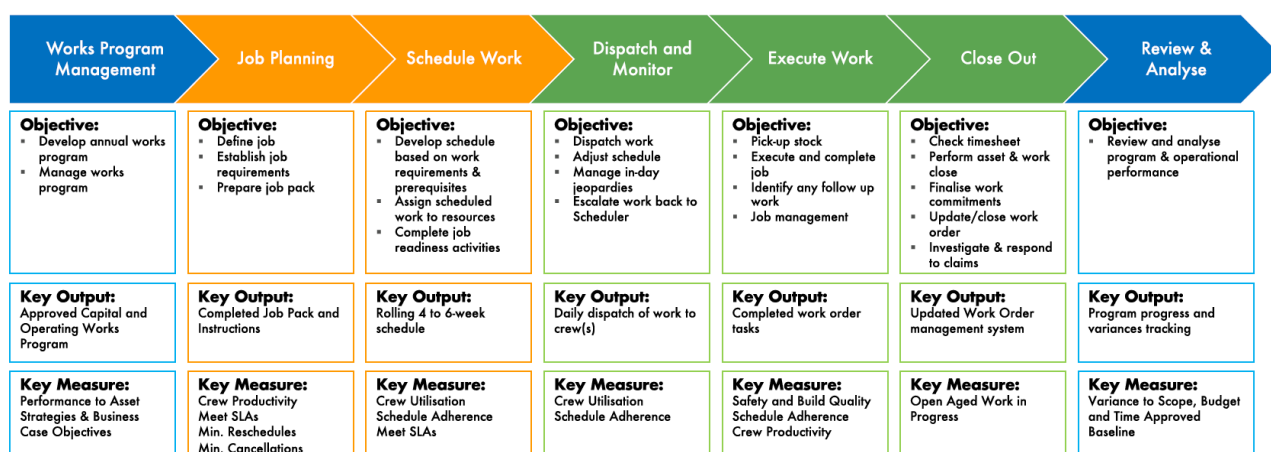 Works Program
Management
Job Planning
Schedule Work
Dispatch and
Monitor
Execute Work
Close Out
Review &
Analyse
Objective:
▪ Develop annual works
program
▪ Manage works
program
Objective:
▪ Define job
▪ Establish job
requirements
▪ Prepare job pack
Objective:
▪ Develop schedule
based on work
requirements &
prerequisites
▪ Assign scheduled
work to resources
▪ Complete job
readiness activities
Objective:
▪ Dispatch work
▪ Adjust schedule
▪ Manage in-day
jeopardies
▪ Escalate work back to
Scheduler
Objective:
▪ Pick-up stock
▪ Execute and complete
job
▪ Identify any follow up
work
▪ Job management
Objective:
▪ Check timesheet
▪ Perform asset & work
close
▪ Finalise work
commitments
▪ Update/close work
order
▪ Investigate & respond
to claims
Objective:
▪ Review and analyse
program & operational
performance
Key Output:
Approved Capital and
Operating Works
Program
Key Output:
Completed Job Pack and
Instructions
Key Output:
Rolling 4 to 6-week
schedule
Key Output:
Daily dispatch of work to
crew(s)
Key Output:
Completed work order
tasks
Key Output:
Updated Work Order
management system
Key Output:
Program progress and
variances tracking
Key Measure:
Performance to Asset
Strategies & Business
Case Objectives
Key Measure:
Crew Productivity
Meet SLAs
Min. Reschedules
Min. Cancellations
Key Measure:
Crew Utilisation
Schedule Adherence
Meet SLAs
Key Measure:
Crew Utilisation
Schedule Adherence
Key Measure:
Safety and Build Quality
Schedule Adherence
Crew Productivity
Key Measure:
Open Aged Work in
Progress
Key Measure:
Variance to Scope, Budget
and Time Approved
Baseline